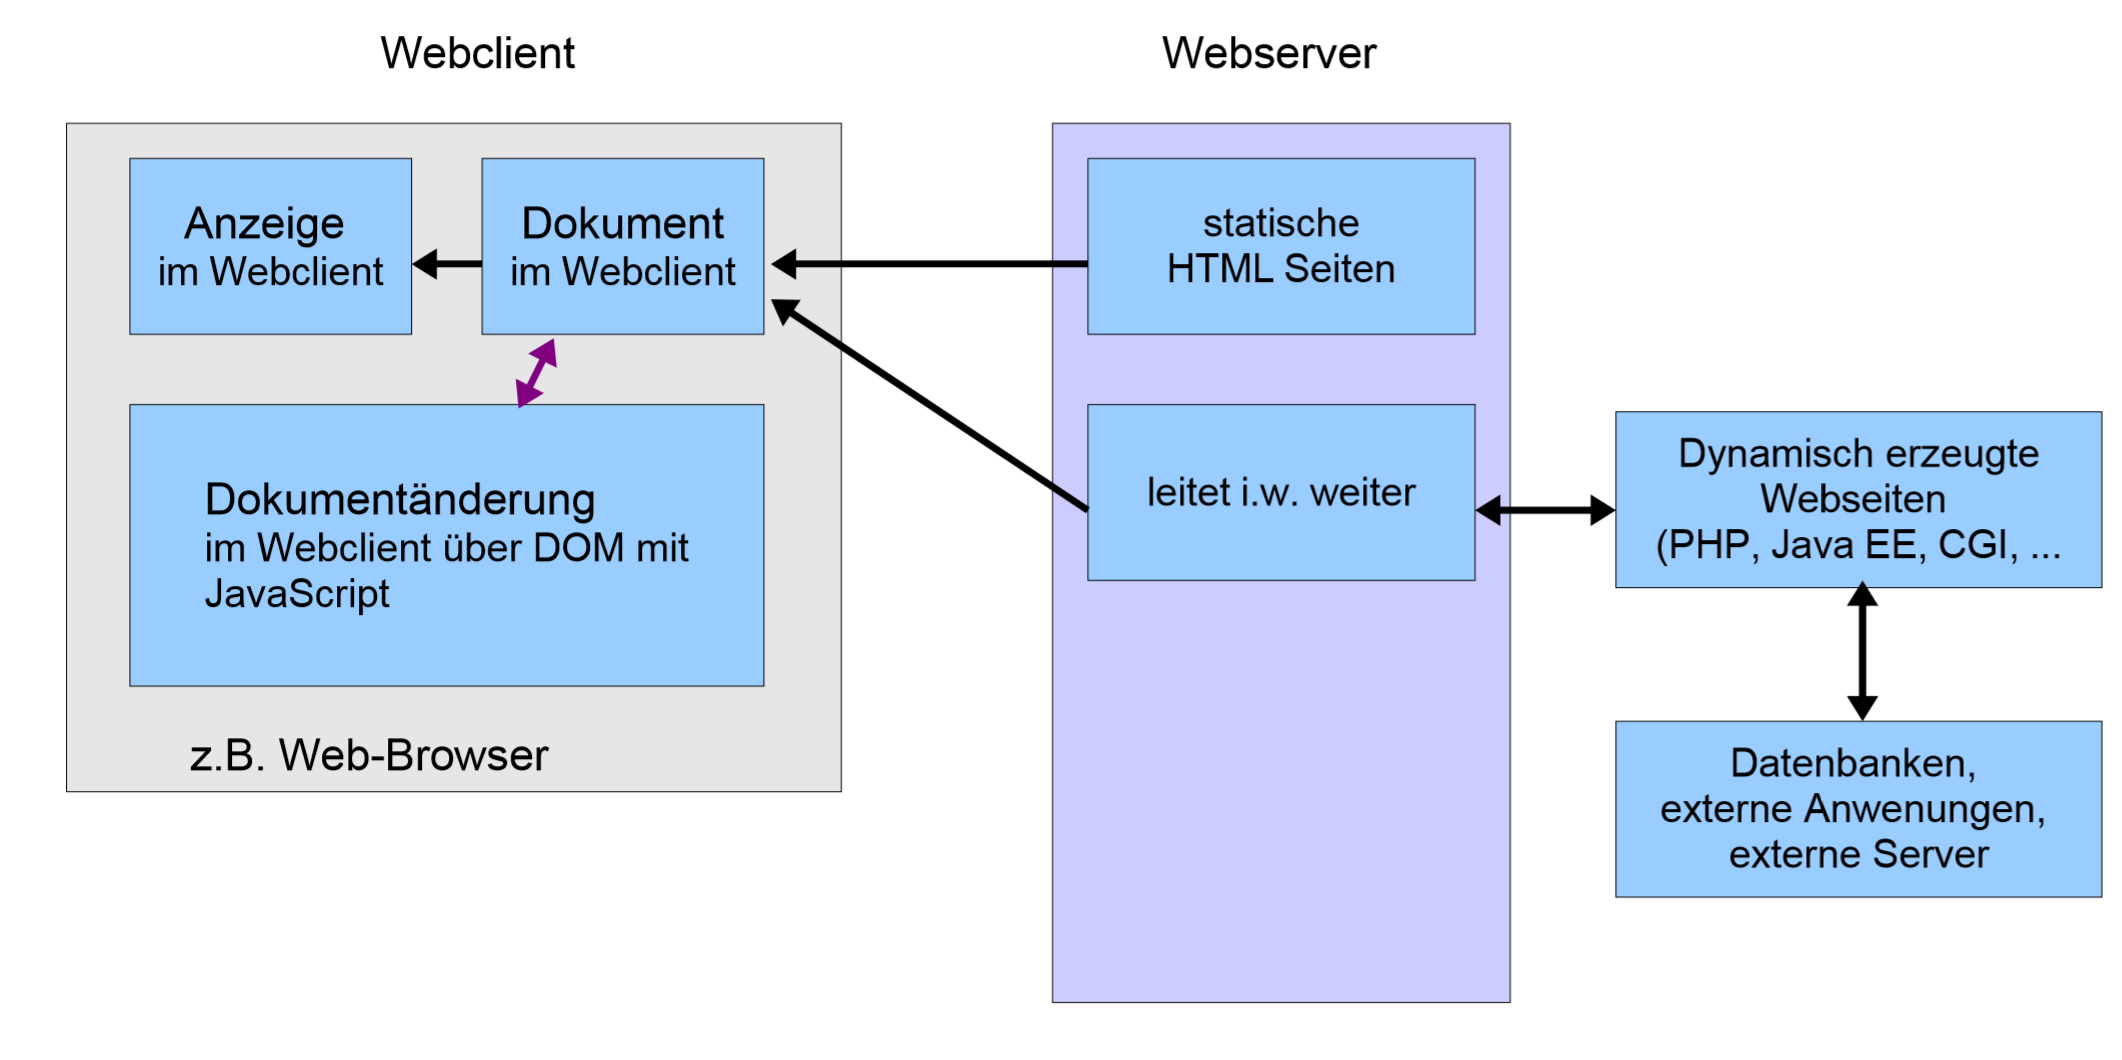 Webclient
Webserver
Anzeige
im Webclient
Dokument
im Webclient
statische
HTML Seiten
Dokumentänderung
im Webclient über DOM mit
JavaScript
leitet i.w. weiter
Dynamisch erzeugte
Webseiten
(PHP, Java EE, CGI, ...
z.B. Web-Browser
Datenbanken,
externe Anwenungen,
externe Server